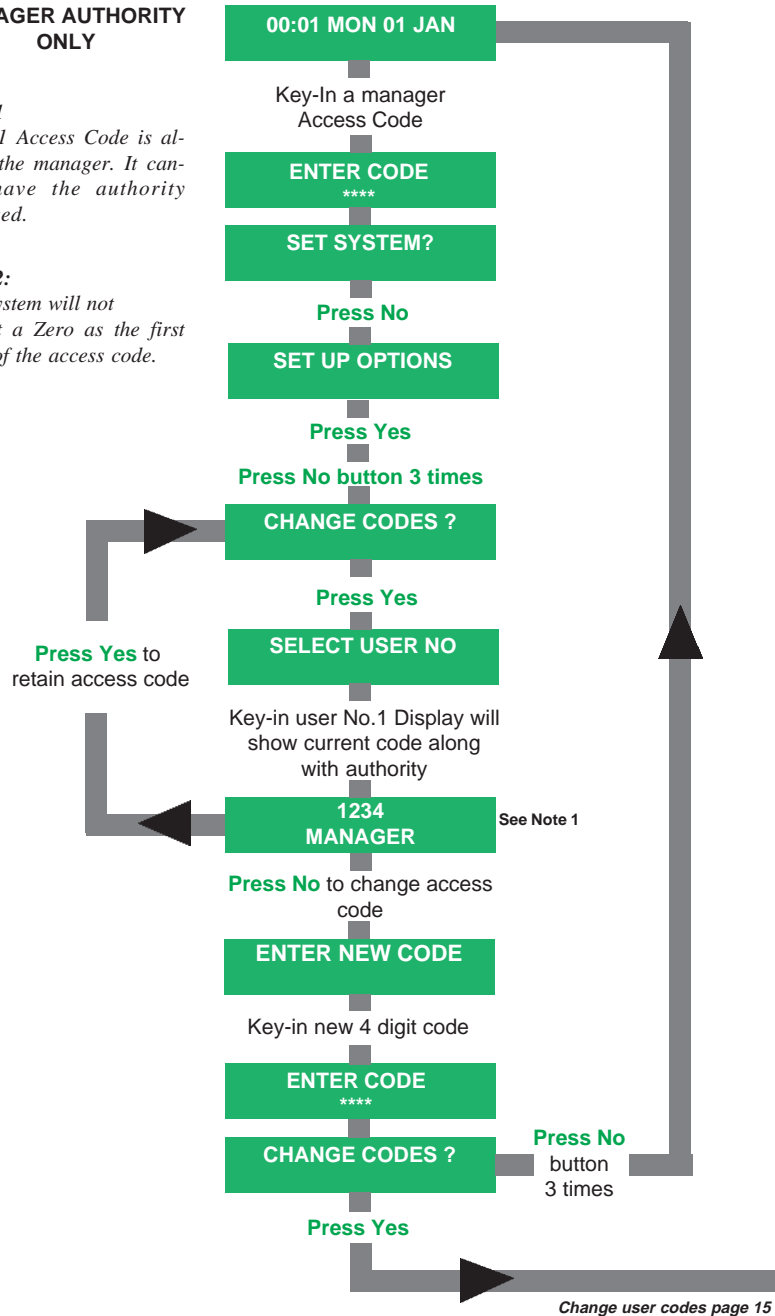 AGER AUTHORITY
ONLY
1 Access Code is al-
the manager. It can-
ave the authority
ed.
2:
stem will not
t a Zero as the first
of the access code.
00:01 MON 01 JAN
Key-In a manager
Access Code
ENTER CODE
****
SET SYSTEM?
Press No
SET UP OPTIONS
Press Yes
Press No button 3 times
CHANGE CODES ?
Press Yes
SELECT USER NO
Press Yes to
retain access code
Key-in user No.1 Display will
show current code along
with authority
1234
MANAGER
See Note 1
Press No to change access
code
ENTER NEW CODE
Key-in new 4 digit code
ENTER CODE
****
CHANGE CODES ?
Press No
button
3 times
Press Yes
Change user codes page 15